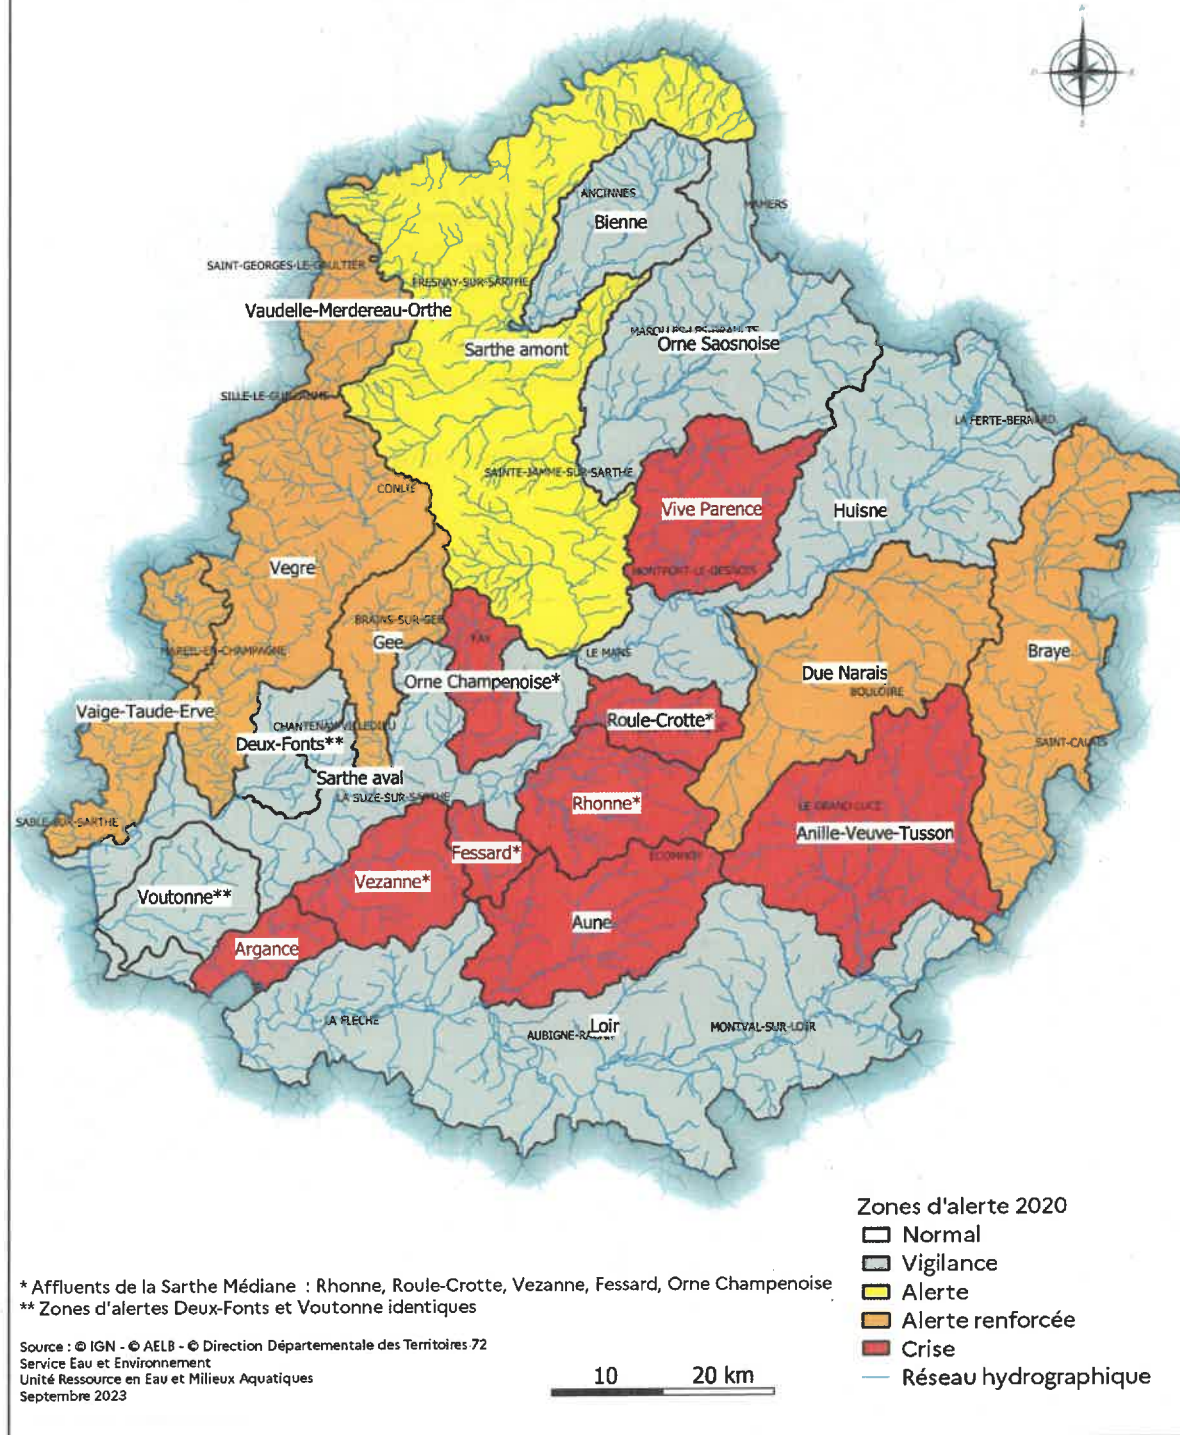 ANCINNES
Bienne
MAMERS
SAINT-GEORGES-LE-GAULTIER
FRESNAY-SUR-SARTHE
Vaudelle-Merdereau-Orthe
Sarthe amont
Orne Saosnoise
SILLE-LE-GUILLAUME
LA FERTE-BERNARD
SAINTE-JAMME-SUR-SARTHE
CONLIE
Vive Parence
Huisne
Vegre
MONTFORT-LE-GESNOIS
BRAINS-SUR-GEE
Gee
FAY
LE MANS
MAREIL-EN-CHAMPAGNE
Braye
Due Narais
Orne Champenoise*
BOULOIRE
Vaige-Taude-Erve
Roule-Crotte*
CHANTENAY-VILLEDIEU
Deux-Fonts**
SAINT-CALAIS
Sarthe aval
LA SUZE-SUR-SARTHE
Rhonne*
LE GRAND-LUCE
SABLE-SUR-SARTHE
Anille-Veuve-Tusson
Fessard*
ECOMMOY
Vezanne*
Voutonne**
Aune
Argance
LA FLECHE
Loir
MONTVAL-SUR-LOIR
Zones d'alerte 2020
Normal
Vigilance
Alerte
Alerte renforcée
Crise
Réseau hydrographique
* Affluents de la Sarthe Médiane : Rhonne, Roule-Crotte, Vezanne, Fessard, Orne Champenoise
** Zones d'alertes Deux-Fonts et Voutonne identiques
Source : © IGN - © AELB - © Direction Départementale des Territoires 72
Service Eau et Environnement
Unité Ressource en Eau et Milieux Aquatiques
Septembre 2023
10 20 km